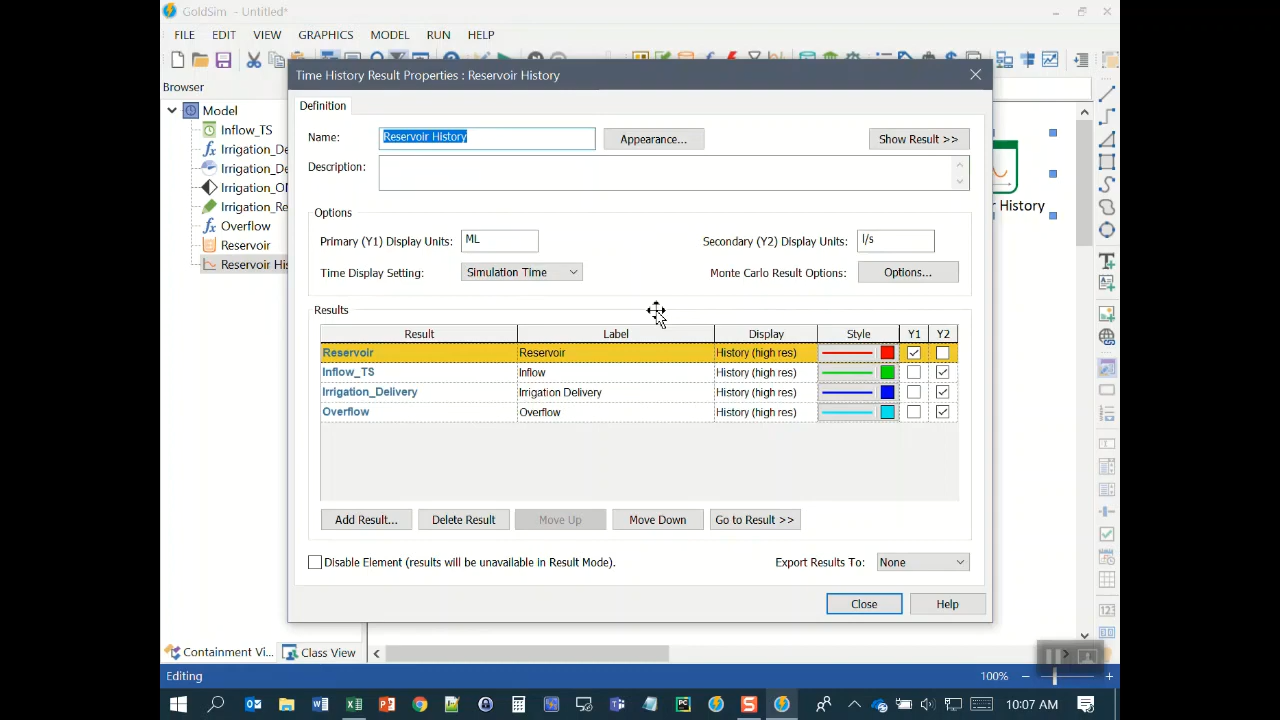 GoldSim - Untitled*
FILE EDIT VIEW GRAPHICS MODEL RUN HELP
Browser
Time History Result Properties : Reservoir History
Definition
Model
Inflow_TS
Irrigation_De
Irrigation_De
Irrigation_O
Irrigation_Re
Overflow
Reservoir
Reservoir His
Name: Reservoir History Appearance... Show Result >>
Description:
r History
Options
Primary (Y1) Display Units: ML Secondary (Y2) Display Units: l/s
Time Display Setting: Simulation Time Monte Carlo Result Options: Options...
Results
Result Label Display Style Y1 Y2
Reservoir Reservoir History (high res)
Inflow_TS Inflow History (high res)
Irrigation_Delivery Irrigation Delivery History (high res)
Overflow Overflow History (high res)
Add Result... Delete Result Move Up Move Down Go to Result >>
Disable Element (results will be unavailable in Result Mode). Export Results To: None
Close Help
Containment Vi... Class View
Editing 100%
10:07 AM